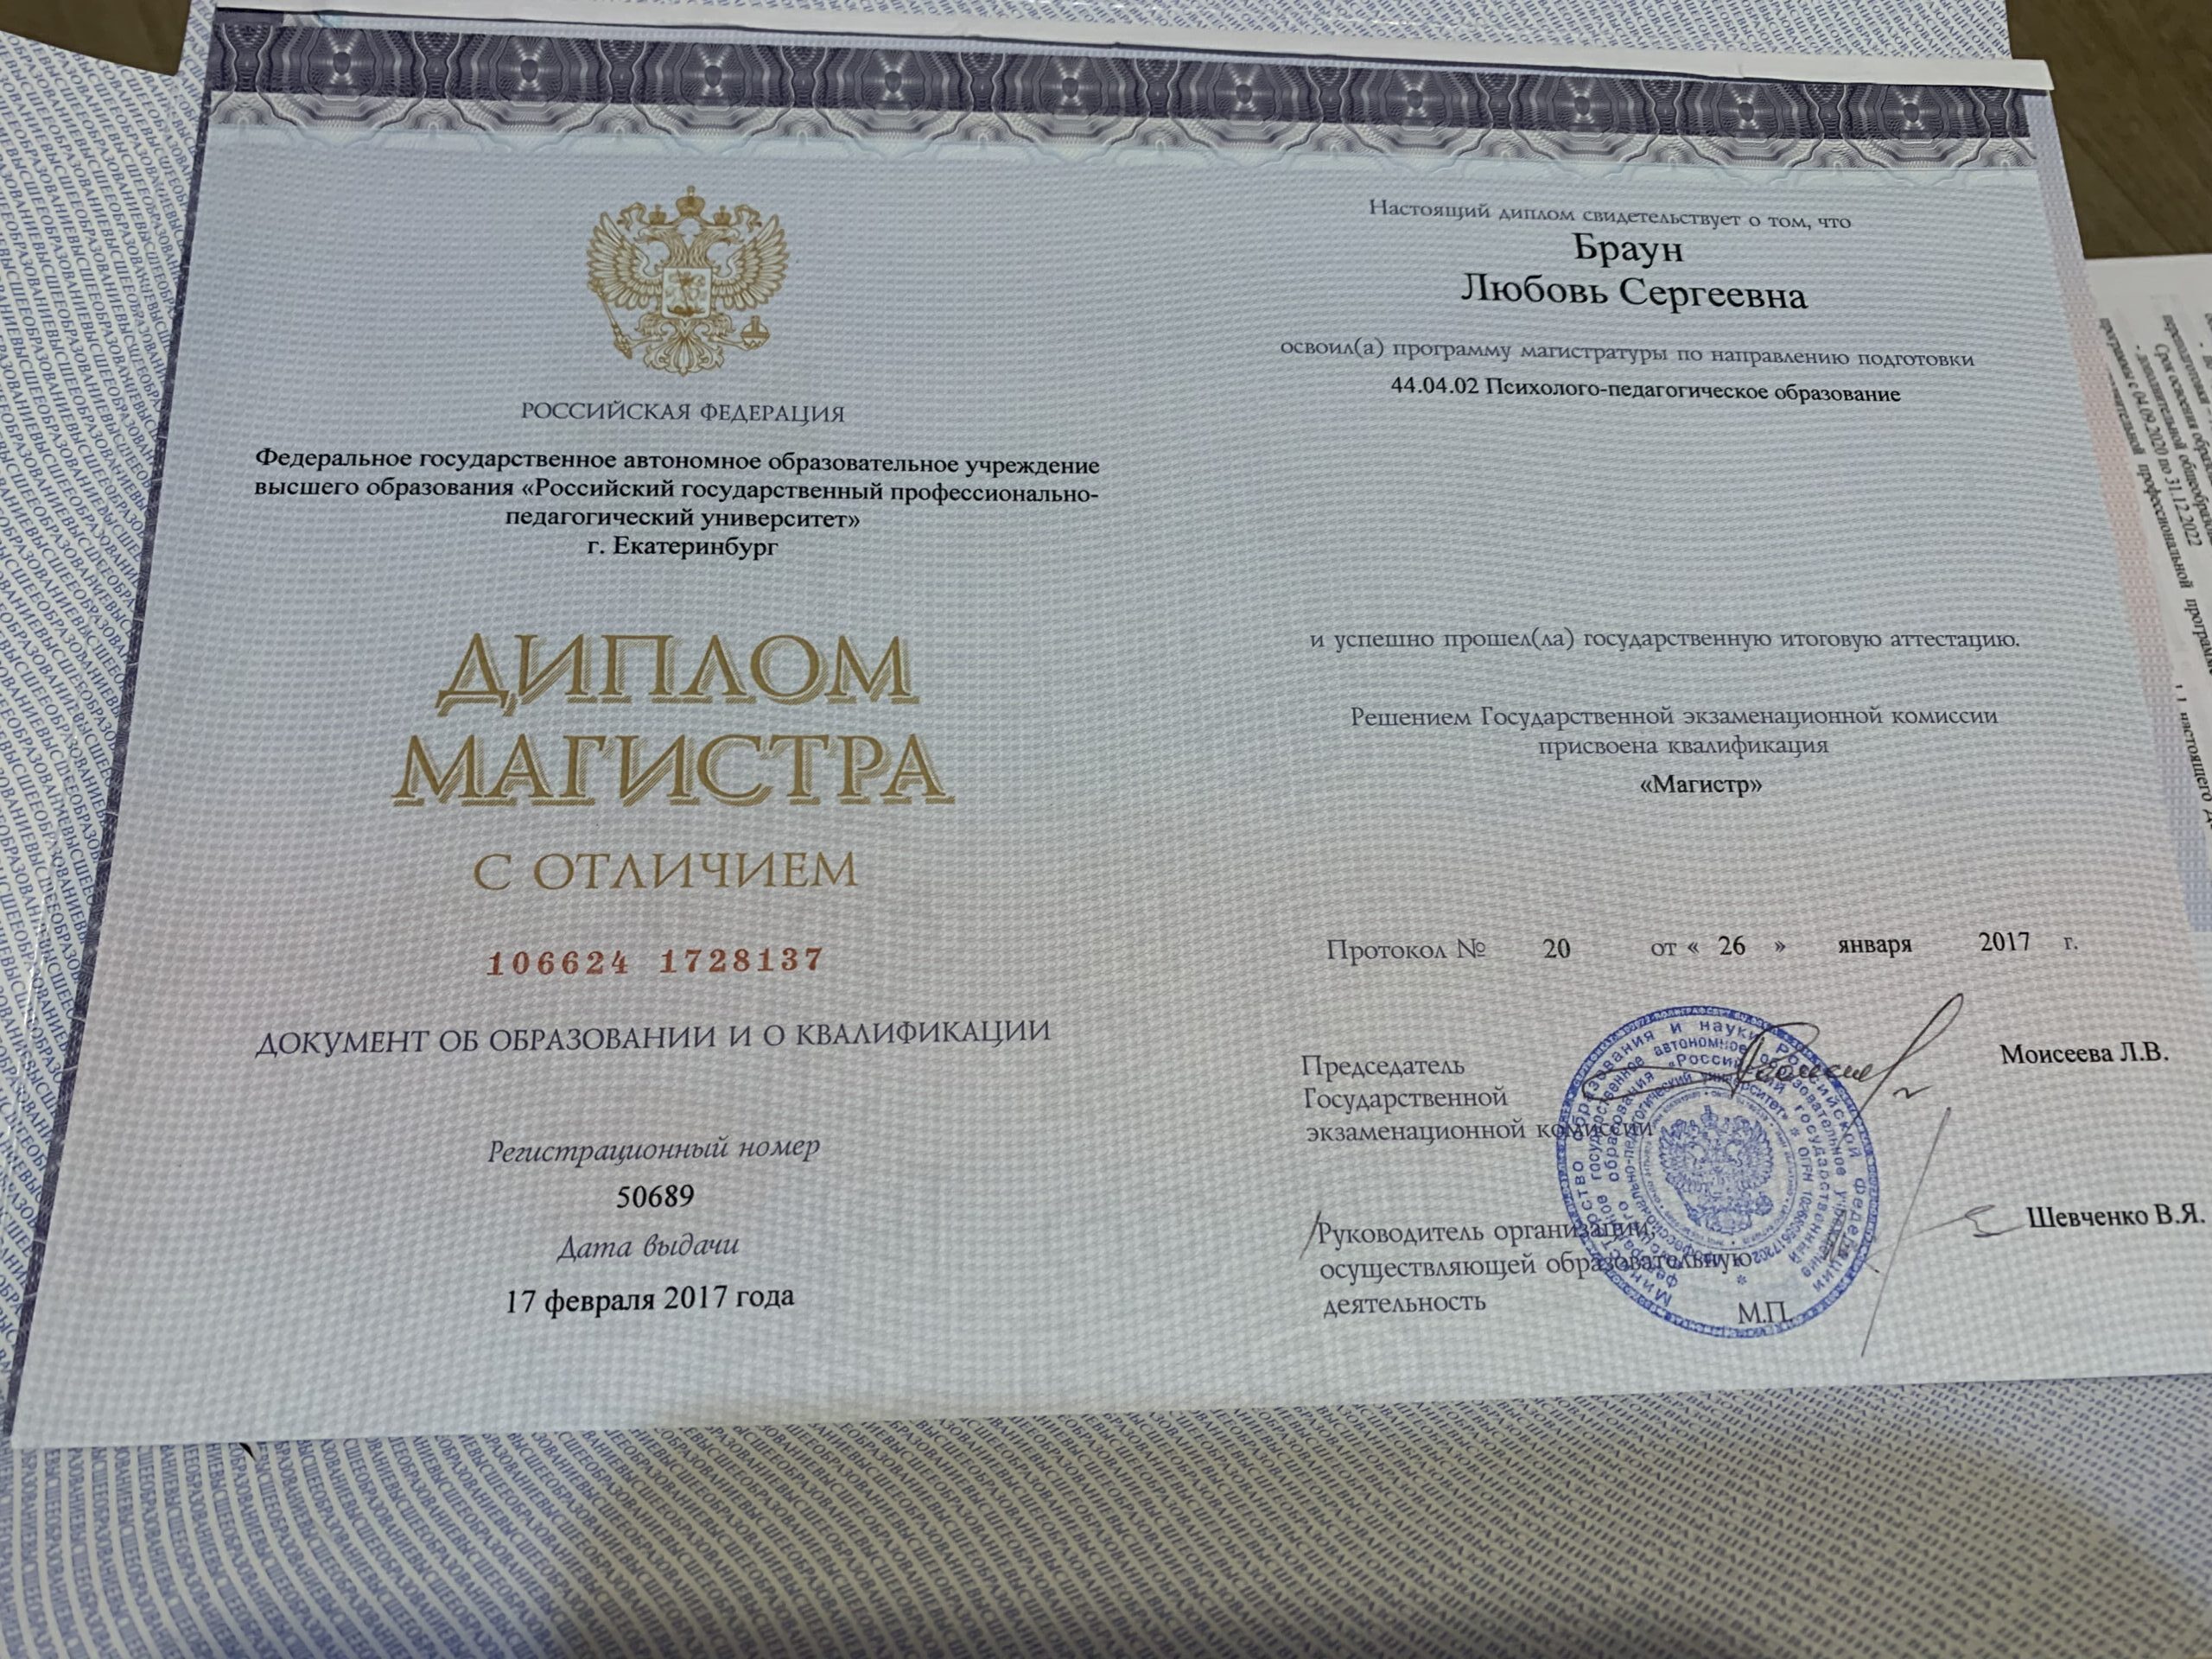 РОССИЙСКАЯ ФЕДЕРАЦИЯ
Федеральное государственное автономное образовательное учреждение
высшего образования «Российский государственный профессионально-
педагогический университет»
г. Екатеринбург
ДИПЛОМ
МАГИСТРА
С ОТЛИЧИЕМ
106624 1728137
ДОКУМЕНТ ОБ ОБРАЗОВАНИИ И О КВАЛИФИКАЦИИ
Регистрационный номер
50689
Дата выдачи
17 февраля 2017 года
Настоящий диплом свидетельствует о том, что
Браун
Любовь Сергеевна
освоил(а) программу магистратуры по направлению подготовки
44.04.02 Психолого-педагогическое образование
и успешно прошел(ла) государственную итоговую аттестацию.
Решением Государственной экзаменационной комиссии
присвоена квалификация
«Магистр»
Протокол № 20 от « 26 » января 2017 г.
Председатель
Государственной
экзаменационной комиссии
Моисеева Л.В.
Руководитель организации,
осуществляющей образовательную
деятельность
Шевченко В.Я.
М.П.